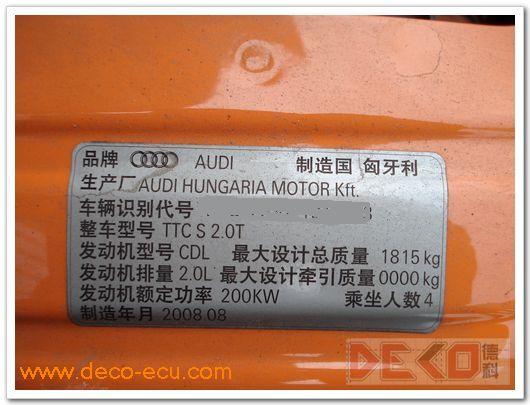 品牌 AUDI 制造国 匈牙利
生产厂 AUDI HUNGARIA MOTOR Kft.
车辆识别代号
整车型号 TTC S 2.0T
发动机型号 CDL 最大设计总质量 1815 kg
发动机排量 2.0L 最大设计牵引质量 0000 kg
发动机额定功率 200KW 乘坐人数 4
制造年月 2008 08
www.deco-ecu.com
DEKO 德科